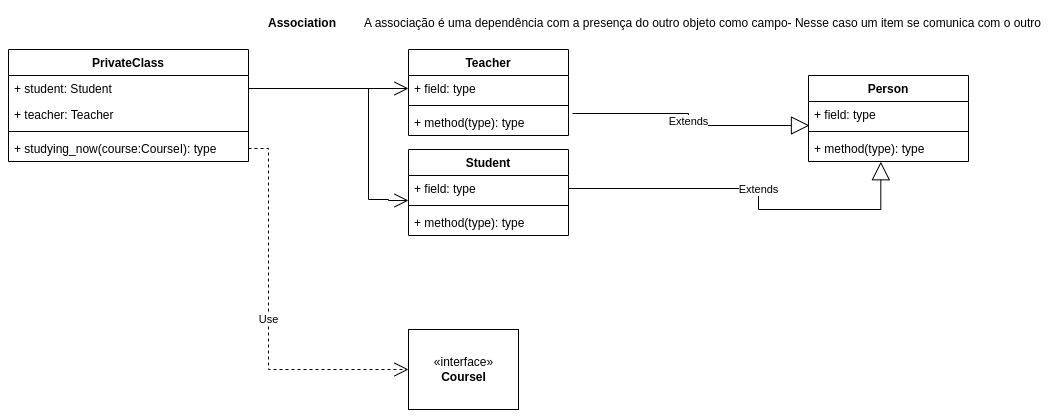 Association A associação é uma dependência com a presença do outro objeto como campo- Nesse caso um item se comunica com o outro
PrivateClass
+ student: Student
+ teacher: Teacher
+ studying_now(course:CourseI): type
Teacher
+ field: type
+ method(type): type
Student
+ field: type
+ method(type): type
Extends
Extends
Person
+ field: type
+ method(type): type
Use
«interface»
CourseI